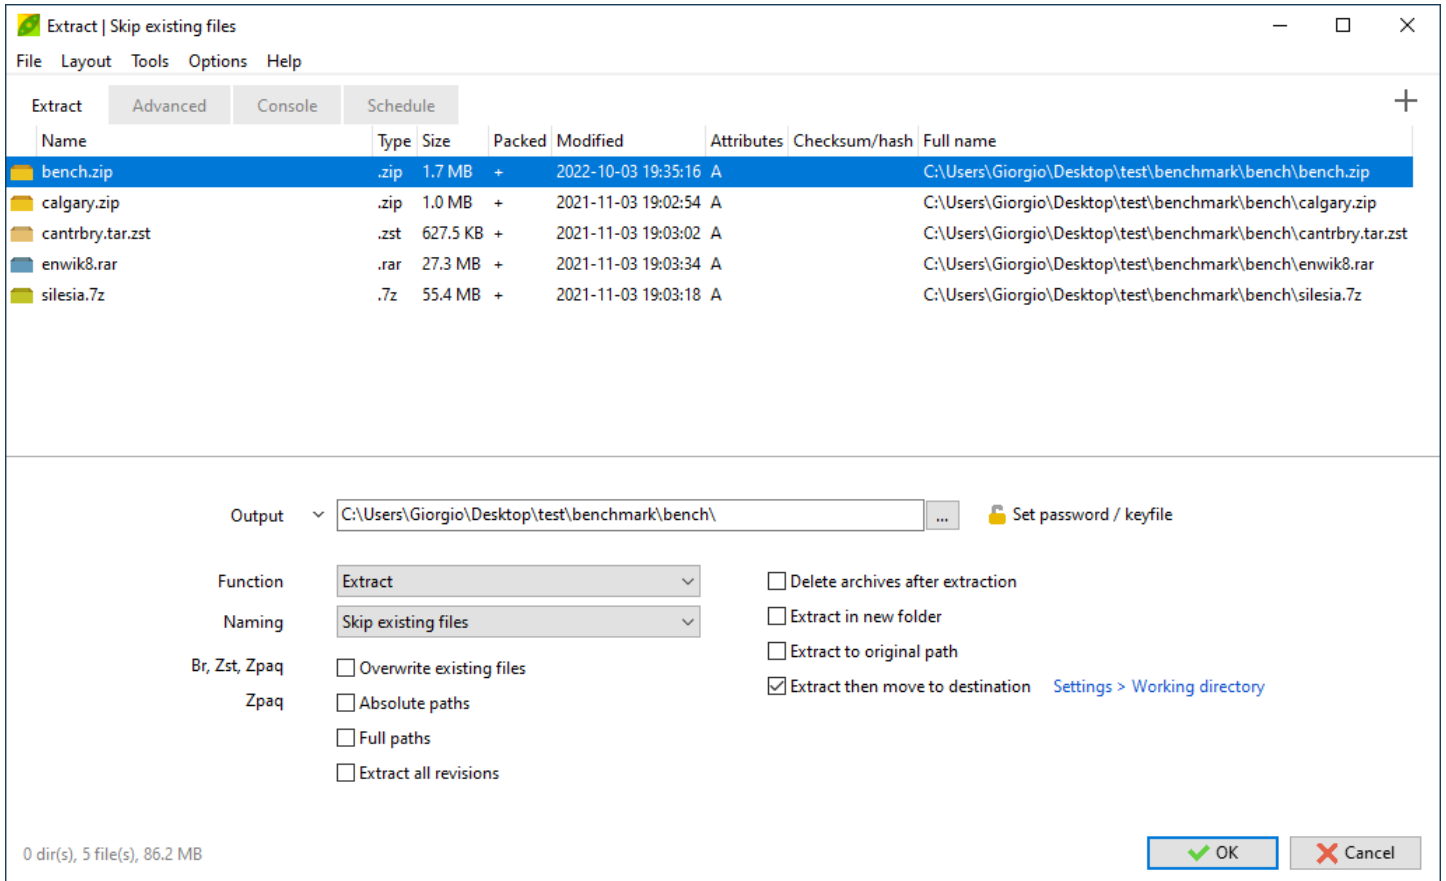 Extract | Skip existing files
File Layout Tools Options Help
Extract Advanced Console Schedule
Name Type Size Packed Modified Attributes Checksum/hash Full name
bench.zip .zip 1.7 MB + 2022-10-03 19:35:16 A C:\Users\Giorgio\Desktop\test\benchmark\bench\bench.zip
calgary.zip .zip 1.0 MB + 2021-11-03 19:02:54 A C:\Users\Giorgio\Desktop\test\benchmark\bench\calgary.zip
cantrbry.tar.zst .zst 627.5 KB + 2021-11-03 19:03:02 A C:\Users\Giorgio\Desktop\test\benchmark\bench\cantrbry.tar.zst
enwik8.rar .rar 27.3 MB + 2021-11-03 19:03:34 A C:\Users\Giorgio\Desktop\test\benchmark\bench\enwik8.rar
silesia.7z .7z 55.4 MB + 2021-11-03 19:03:18 A C:\Users\Giorgio\Desktop\test\benchmark\bench\silesia.7z
Output C:\Users\Giorgio\Desktop\test\benchmark\bench\ ... Set password / keyfile
Function Extract Delete archives after extraction
Naming Skip existing files Extract in new folder
Extract to original path
Br, Zst, Zpaq Overwrite existing files
Extract then move to destination Settings > Working directory
Zpaq Absolute paths
Full paths
Extract all revisions
0 dir(s), 5 file(s), 86.2 MB OK Cancel